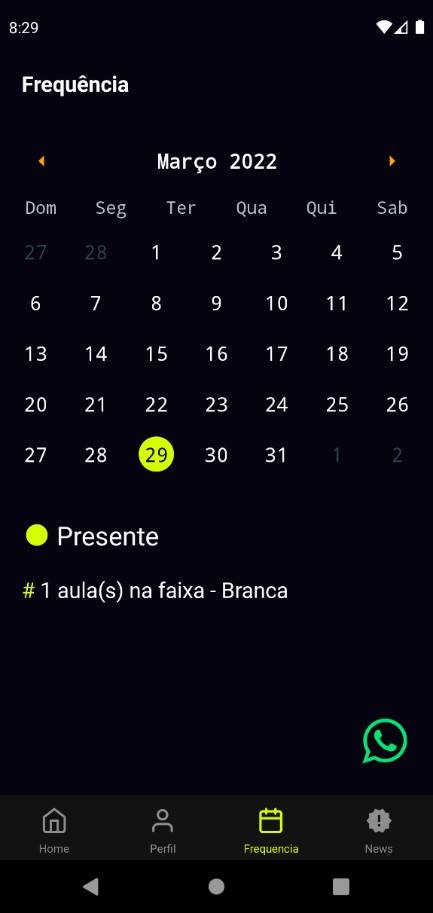 8:29
Frequência
Março 2022
Dom Seg Ter Qua Qui Sab
27 28 1 2 3 4 5
6 7 8 9 10 11 12
13 14 15 16 17 18 19
20 21 22 23 24 25 26
27 28 29 30 31 1 2
Presente
# 1 aula(s) na faixa - Branca
Home Perfil Frequencia News